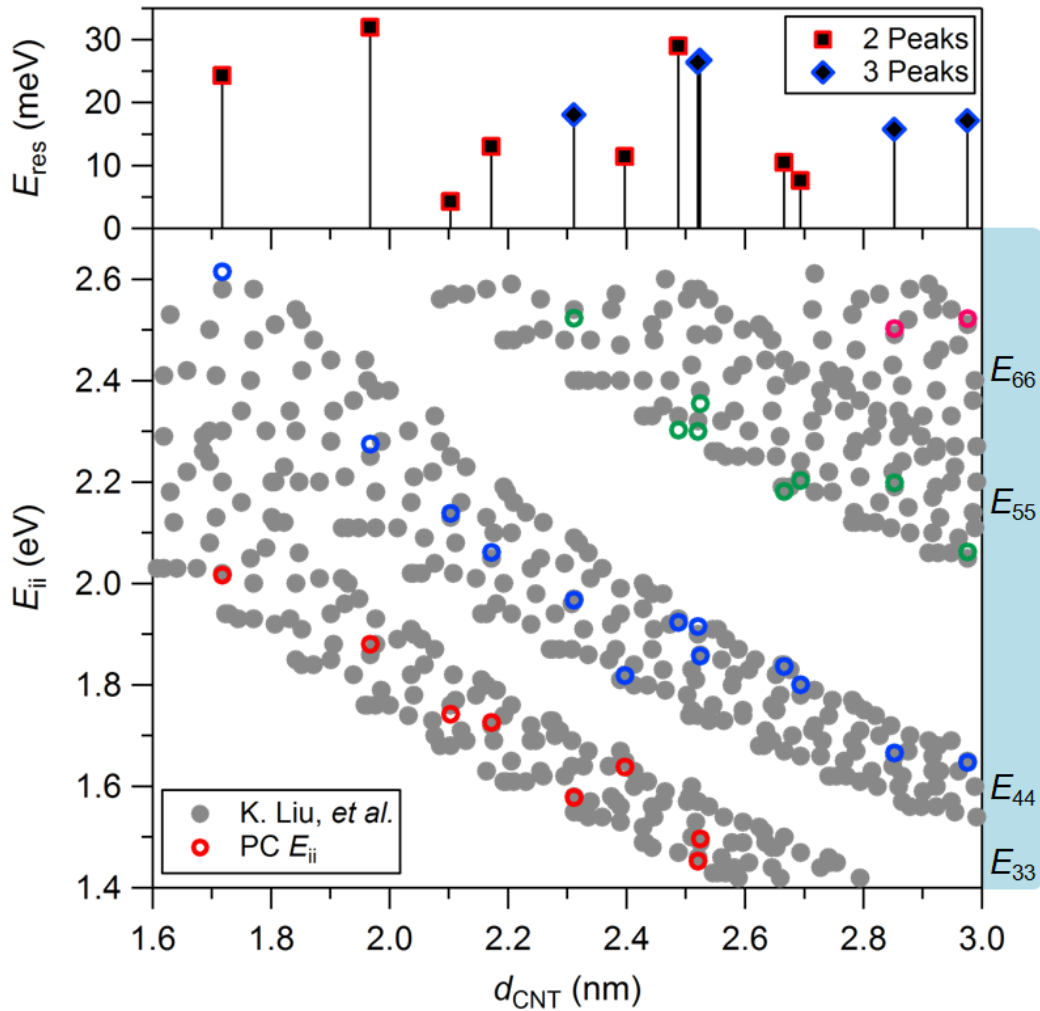 30
20
10
0
E_res (meV)
2 Peaks
3 Peaks
2.6
2.4
2.2
2.0
1.8
1.6
1.4
E_ii (eV)
E_66
E_55
E_44
E_33
K. Liu, et al.
PC E_ii
1.6
1.8
2.0
2.2
2.4
2.6
2.8
3.0
d_CNT (nm)